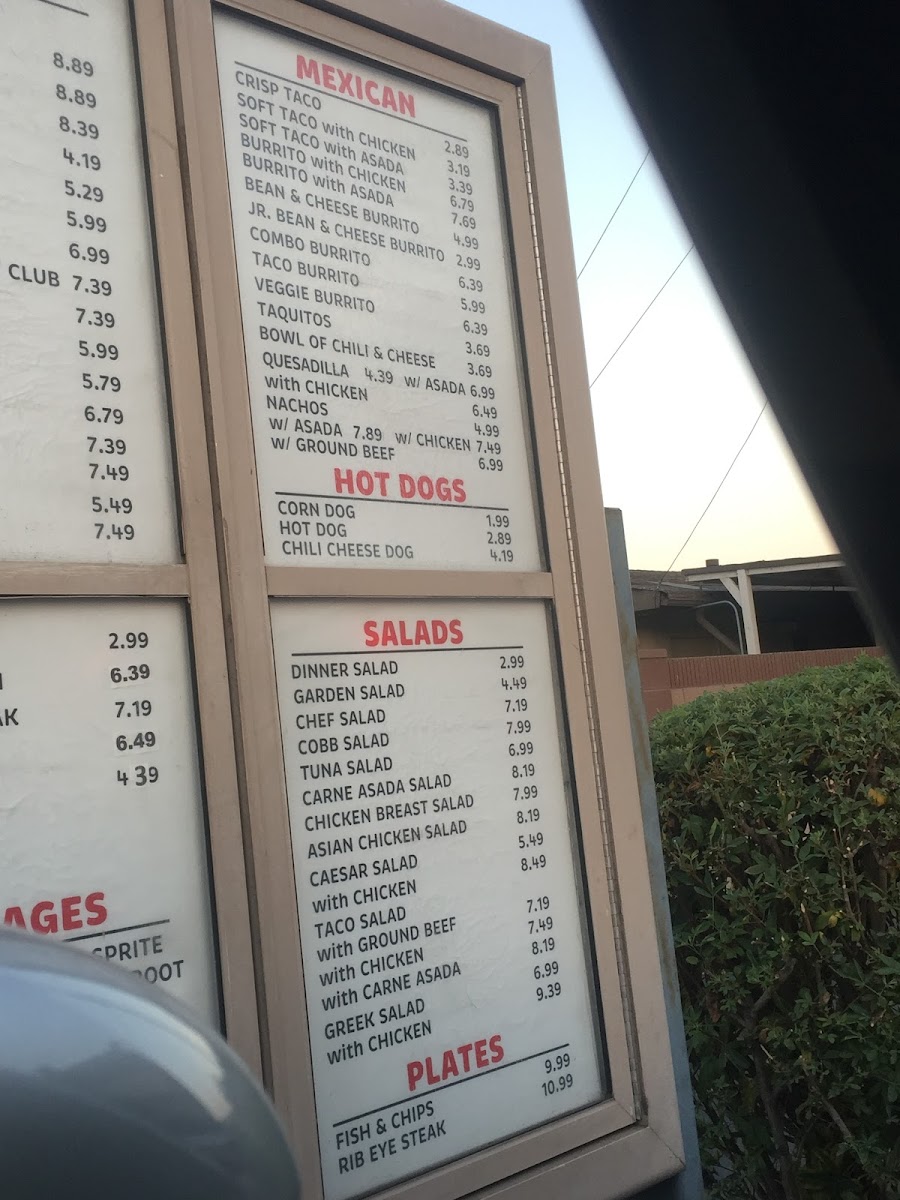 8.89
8.89
8.39
4.19
5.29
5.99
6.99
CLUB 7.39
7.39
5.99
5.79
6.79
7.39
7.49
5.49
7.49
2.99
6.39
7.19
6.49
4 39
AGES
SPRITE
ROOT
MEXICAN
CRISP TACO 2.89
SOFT TACO with CHICKEN 3.19
SOFT TACO with ASADA 3.39
BURRITO with CHICKEN 6.79
BURRITO with ASADA 7.69
BEAN & CHEESE BURRITO 4.99
JR. BEAN & CHEESE BURRITO 2.99
COMBO BURRITO 6.39
TACO BURRITO 5.99
VEGGIE BURRITO 6.39
TAQUITOS 3.69
BOWL OF CHILI & CHEESE 3.69
QUESADILLA 4.39 w/ ASADA 6.99
with CHICKEN 6.49
NACHOS 4.99
w/ ASADA 7.89 w/ CHICKEN 7.49
w/ GROUND BEEF 6.99
HOT DOGS
CORN DOG 1.99
HOT DOG 2.89
CHILI CHEESE DOG 4.19
SALADS
DINNER SALAD 2.99
GARDEN SALAD 4.49
CHEF SALAD 7.19
COBB SALAD 7.99
TUNA SALAD 6.99
CARNE ASADA SALAD 8.19
CHICKEN BREAST SALAD 7.99
ASIAN CHICKEN SALAD 8.19
CAESAR SALAD 5.49
with CHICKEN 8.49
TACO SALAD
with GROUND BEEF 7.19
with CHICKEN 7.49
with CARNE ASADA 8.19
GREEK SALAD 6.99
with CHICKEN 9.39
PLATES
FISH & CHIPS 9.99
RIB EYE STEAK 10.99